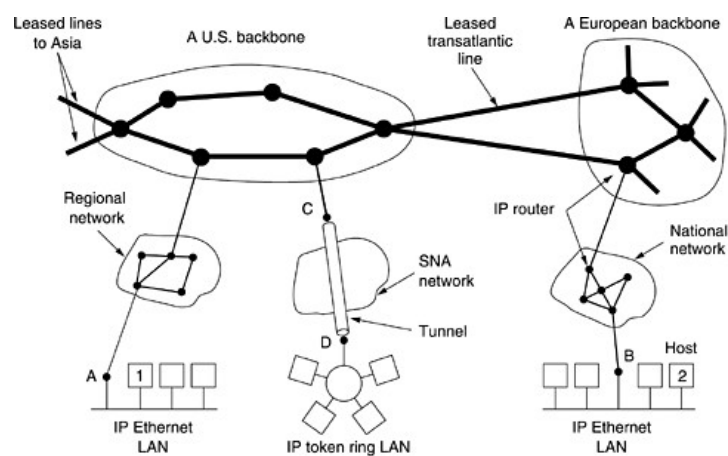 Leased lines
to Asia
A U.S. backbone
Leased
transatlantic
line
A European backbone
Regional
network
C
SNA
network
Tunnel
D
IP router
National
network
A
1
B
Host
2
IP Ethernet
LAN
IP token ring LAN
IP Ethernet
LAN